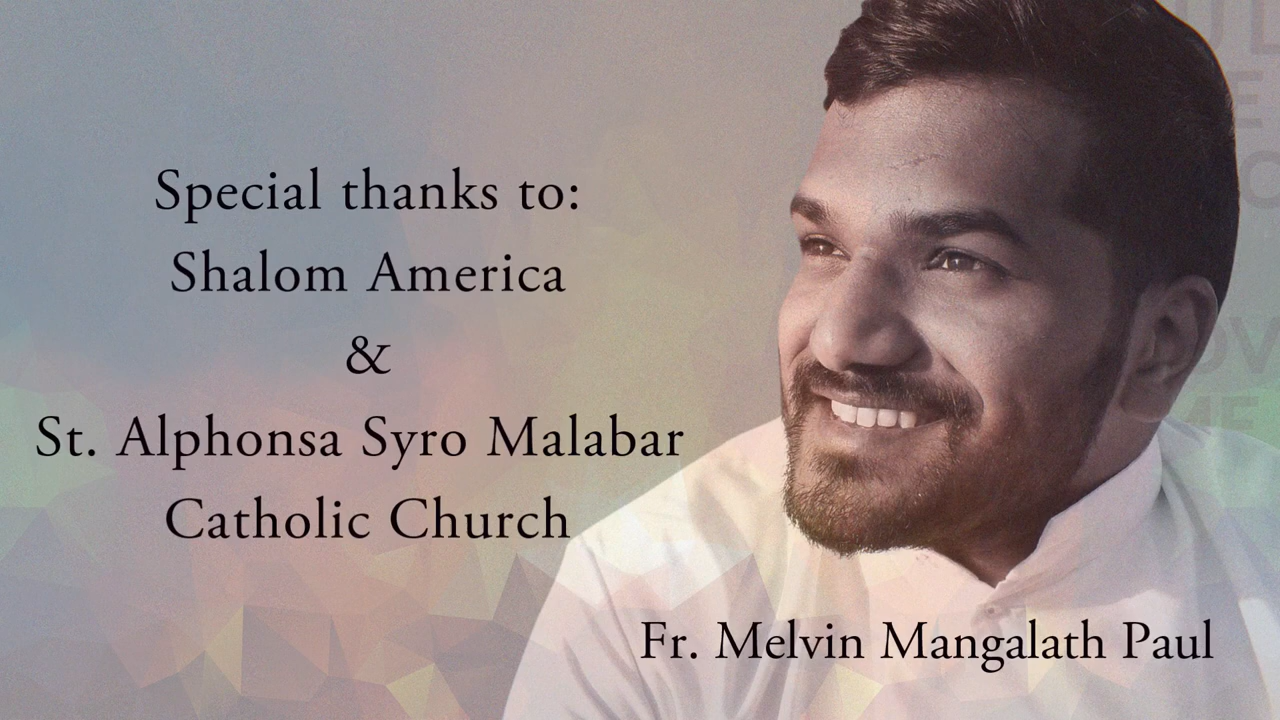 Special thanks to:
Shalom America
&
St. Alphonsa Syro Malabar
Catholic Church
Fr. Melvin Mangalath Paul